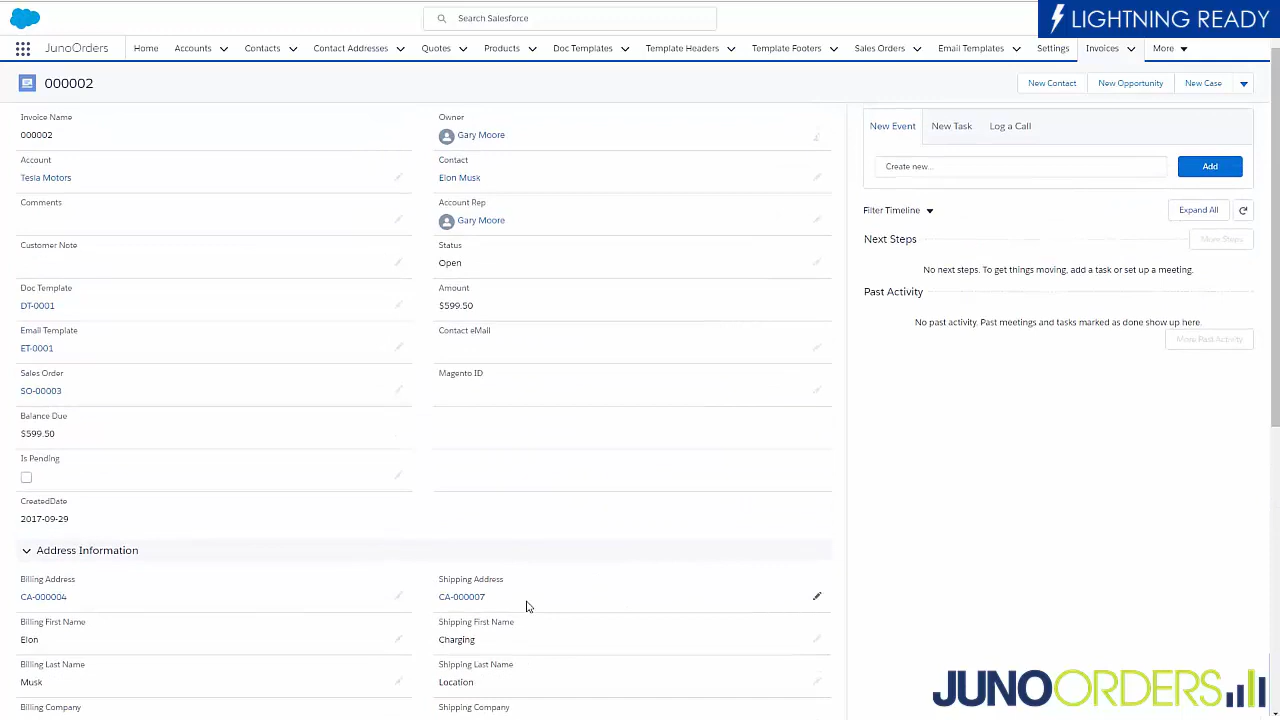 Search Salesforce
LIGHTNING READY
JunoOrders Home Accounts Contacts Contact Addresses Quotes Products Doc Templates Template Headers Template Footers Sales Orders Email Templates Settings Invoices More
000002
New Contact New Opportunity New Case
Invoice Name
000002
Owner
Gary Moore
Account
Tesla Motors
Contact
Elon Musk
Comments
Account Rep
Gary Moore
Customer Note
Status
Open
Doc Template
DT-0001
Amount
$599.50
Email Template
ET-0001
Contact eMail
Sales Order
SO-00003
Magento ID
Balance Due
$599.50
Is Pending
CreatedDate
2017-09-29
Address Information
Billing Address
CA-000004
Shipping Address
CA-000007
Billing First Name
Elon
Shipping First Name
Charging
Billing Last Name
Musk
Shipping Last Name
Location
Billing Company
Shipping Company
New Event New Task Log a Call
Create new...
Add
Filter Timeline
Expand All
Next Steps
More Steps
No next steps. To get things moving, add a task or set up a meeting.
Past Activity
No past activity. Past meetings and tasks marked as done show up here.
More Past Activity
JUNOORDERS